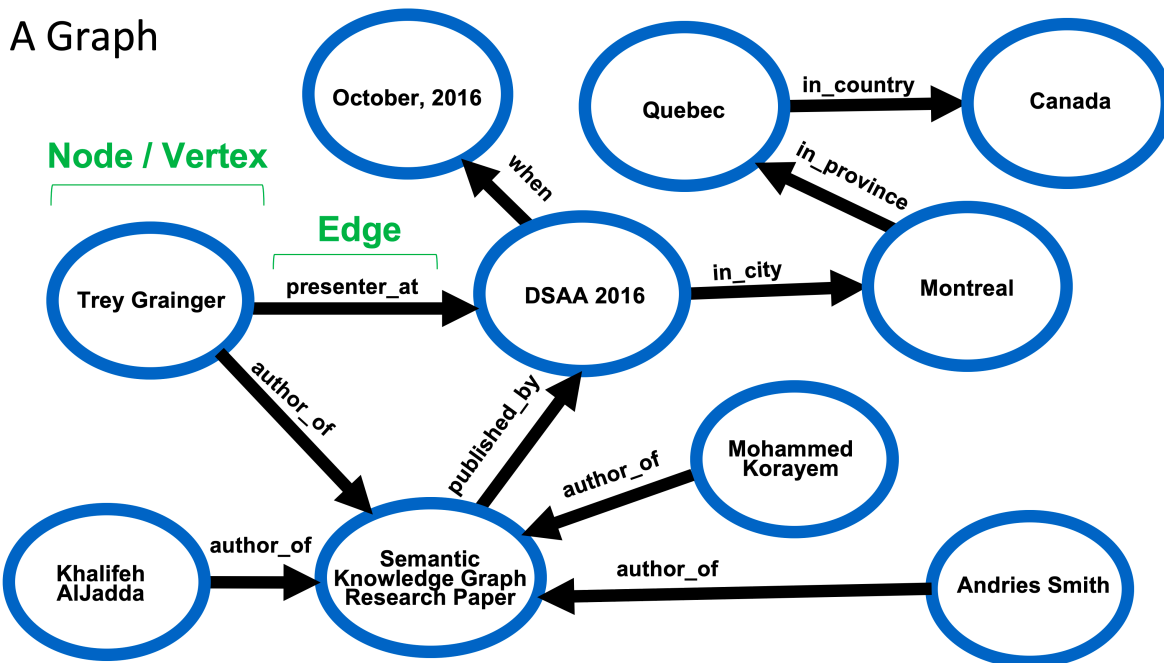 A Graph
October, 2016
Quebec
in_country
Canada
Node / Vertex
when
in_province
Edge
Trey Grainger
presenter_at
DSAA 2016
in_city
Montreal
author_of
published_by
Mohammed
Korayem
author_of
Khalifeh
AlJadda
author_of
Semantic
Knowledge Graph
Research Paper
author_of
Andries Smith